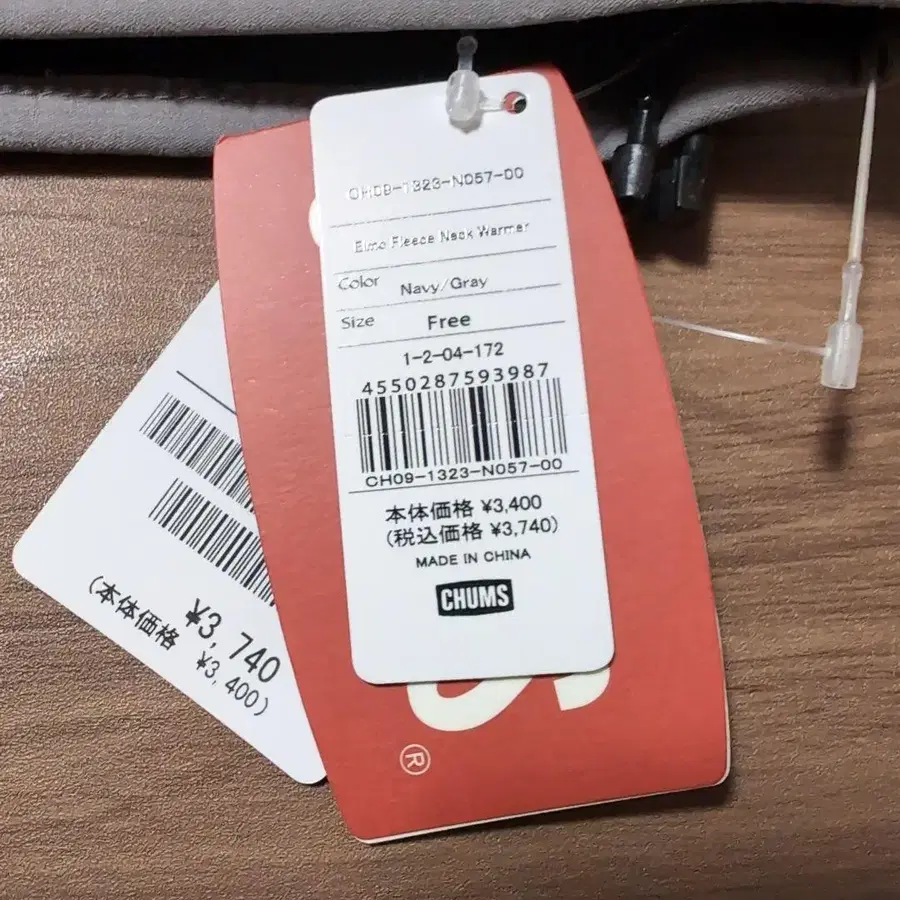 CH09-1323-N057-00
Elmo Fleece Neck Warmer
Color Navy/Gray
Size Free
1-2-04-172
4550287593987
CH09-1323-N057-00
本体価格 ¥3,400
(税込価格 ¥3,740)
MADE IN CHINA
CHUMS
®
¥3,740
(本体価格 ¥3,400)